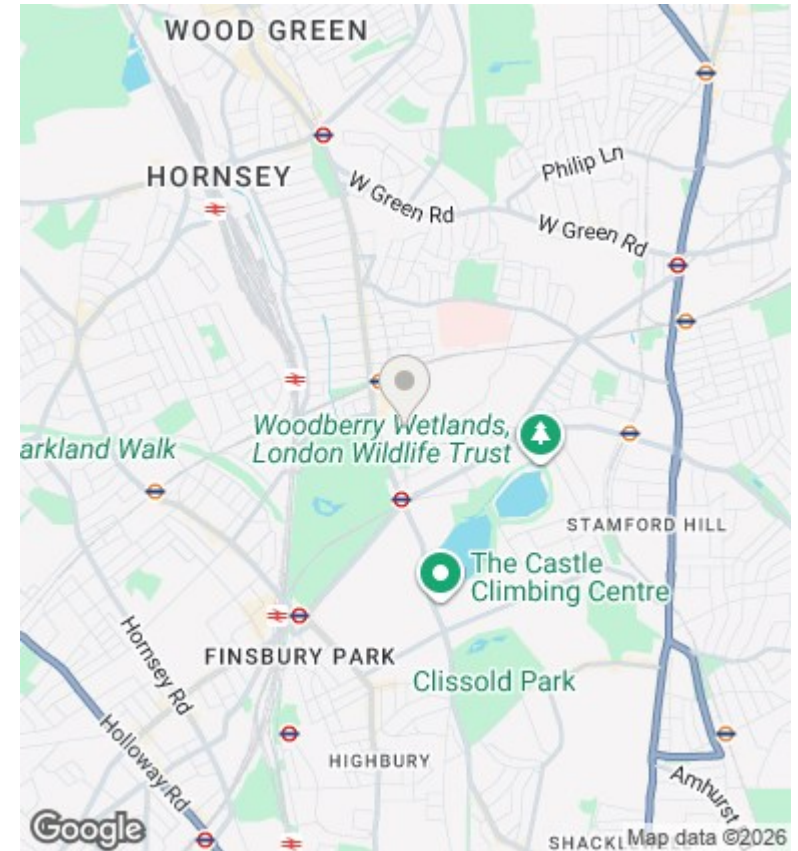 WOOD GREEN
Philip Ln
HORNSEY
W Green Rd
W Green Rd
Woodberry Wetlands,
London Wildlife Trust
arkland Walk
STAMFORD HILL
The Castle
Climbing Centre
Hornsey Rd
FINSBURY PARK
Clissold Park
Holloway Rd
HIGHBURY
Amhurst
Google
SHACKL
Map data ©2026